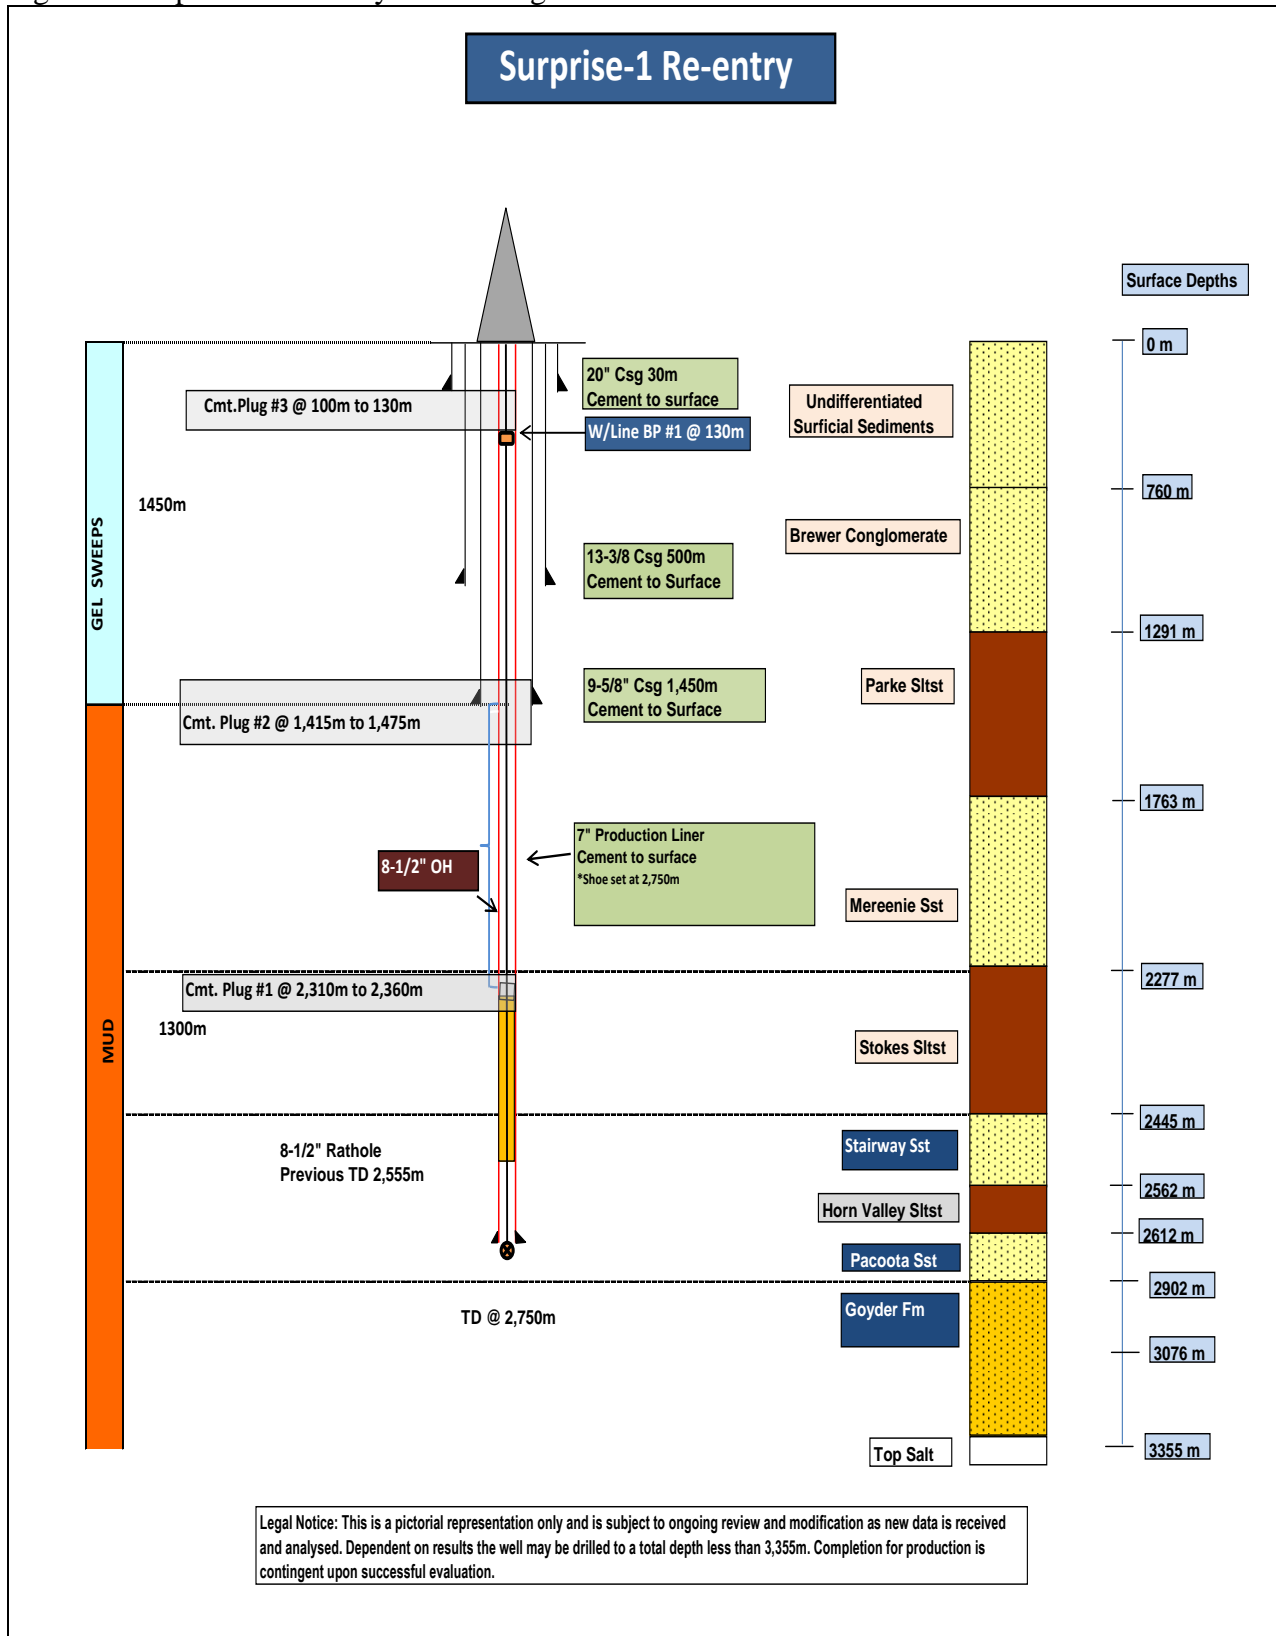 Surprise-1 Re-entry
Surface Depths
0 m
20" Csg 30m
Cement to surface
Cmt.Plug #3 @ 100m to 130m
Undifferentiated
Surficial Sediments
W/Line BP #1 @ 130m
760 m
1450m
GEL SWEEPS
Brewer Conglomerate
13-3/8 Csg 500m
Cement to Surface
1291 m
9-5/8" Csg 1,450m
Cement to Surface
Parke Sltst
Cmt. Plug #2 @ 1,415m to 1,475m
1763 m
7" Production Liner
Cement to surface
*Shoe set at 2,750m
8-1/2" OH
Mereenie Sst
2277 m
Cmt. Plug #1 @ 2,310m to 2,360m
1300m
MUD
Stokes Sltst
2445 m
8-1/2" Rathole
Previous TD 2,555m
Stairway Sst
2562 m
Horn Valley Sltst
2612 m
Pacoota Sst
2902 m
TD @ 2,750m
Goyder Fm
3076 m
Top Salt
3355 m
Legal Notice: This is a pictorial representation only and is subject to ongoing review and modification as new data is received
and analysed. Dependent on results the well may be drilled to a total depth less than 3,355m. Completion for production is
contingent upon successful evaluation.